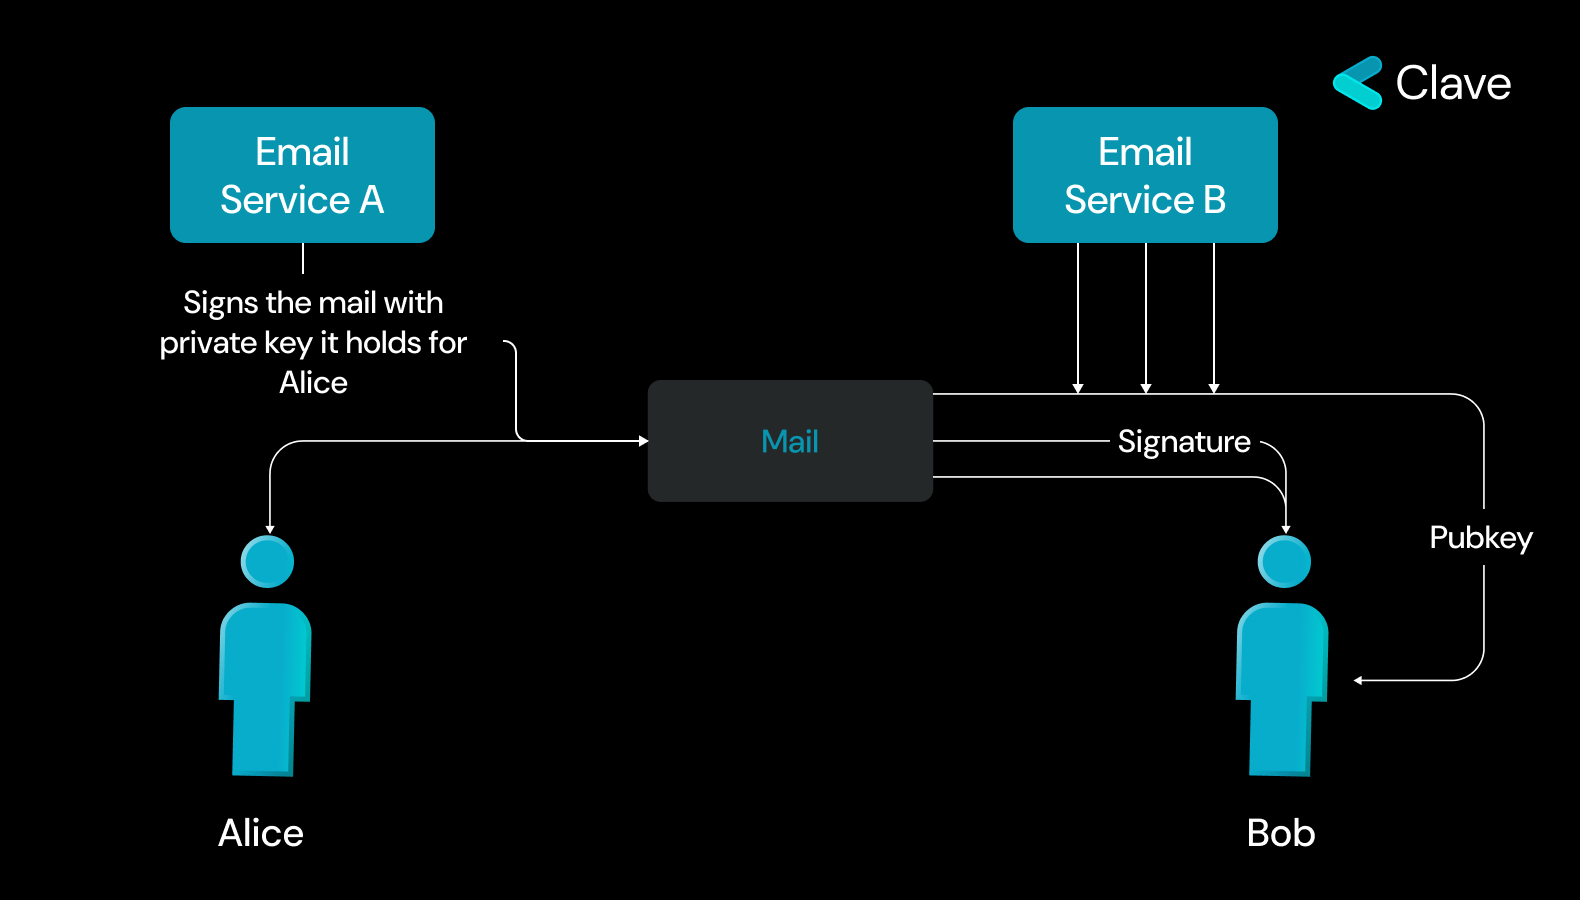 Clave
Email
Service A
Email
Service B
Signs the mail with
private key it holds for
Alice
Mail
Signature
Pubkey
Alice
Bob